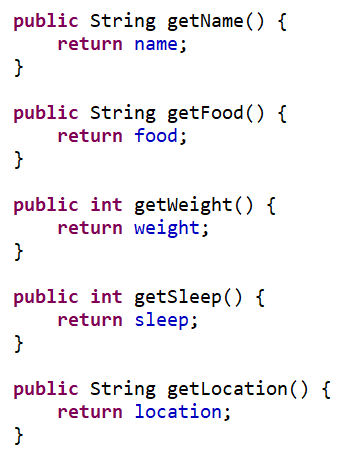 public String getName() {
    return name;
}

public String getFood() {
    return food;
}

public int getWeight() {
    return weight;
}

public int getSleep() {
    return sleep;
}

public String getLocation() {
    return location;
}